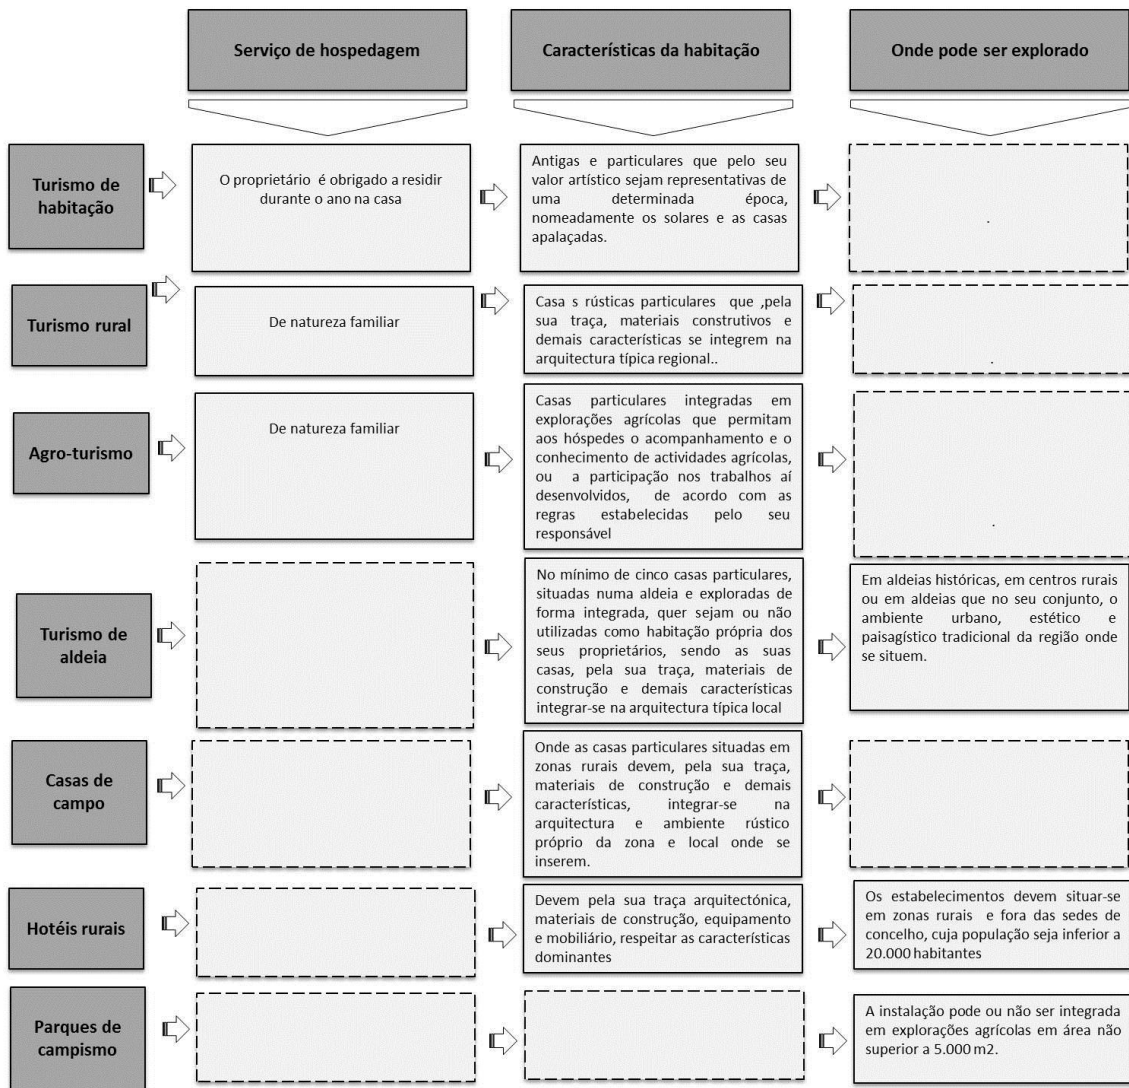 Serviço de hospedagem
Características da habitação
Onde pode ser explorado
Turismo de
habitação
O proprietário é obrigado a residir
durante o ano na casa
Antigas e particulares que pelo seu
valor artístico sejam representativas de
uma determinada época,
nomeadamente os solares e as casas
apalaçadas.
.
Turismo rural
De natureza familiar
Casa s rústicas particulares que ,pela
sua traça, materiais construtivos e
demais características se integrem na
arquitectura típica regional..
.
Agro-turismo
De natureza familiar
Casas particulares integradas em
explorações agrícolas que permitam
aos hóspedes o acompanhamento e o
conhecimento de actividades agrícolas,
ou a participação nos trabalhos aí
desenvolvidos, de acordo com as
regras estabelecidas pelo seu
responsável
.
Turismo de
aldeia
No mínimo de cinco casas particulares,
situadas numa aldeia e exploradas de
forma integrada, quer sejam ou não
utilizadas como habitação própria dos
seus proprietários, sendo as suas
casas, pela sua traça, materiais de
construção e demais características
integrar-se na arquitectura típica local
Em aldeias históricas, em centros rurais
ou em aldeias que no seu conjunto, o
ambiente urbano, estético e
paisagístico tradicional da região onde
se situem.
Casas de
campo
Onde as casas particulares situadas em
zonas rurais devem, pela sua traça,
materiais de construção e demais
características, integrar-se na
arquitectura e ambiente rústico
próprio da zona e local onde se
inserem.
Hotéis rurais
Devem pela sua traça arquitectónica,
materiais de construção, equipamento
e mobiliário, respeitar as características
dominantes
Os estabelecimentos devem situar-se
em zonas rurais e fora das sedes de
concelho, cuja população seja inferior a
20.000 habitantes
Parques de
campismo
A instalação pode ou não ser integrada
em explorações agrícolas em área não
superior a 5.000 m2.